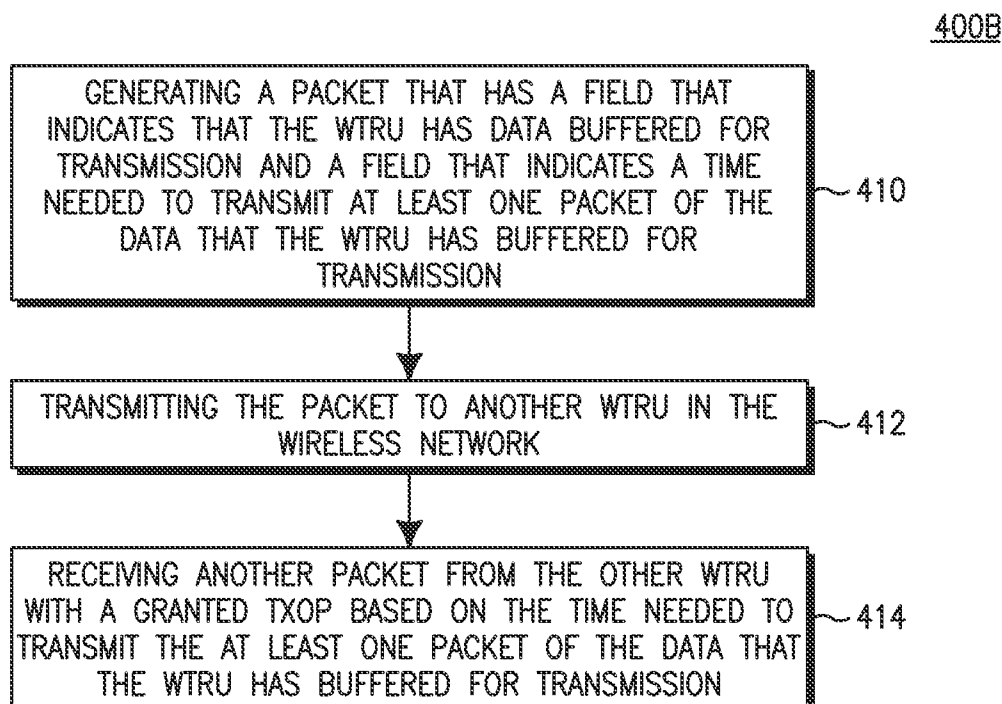 400B
GENERATING A PACKET THAT HAS A FIELD THAT
INDICATES THAT THE WTRU HAS DATA BUFFERED FOR
TRANSMISSION AND A FIELD THAT INDICATES A TIME
NEEDED TO TRANSMIT AT LEAST ONE PACKET OF THE
DATA THAT THE WTRU HAS BUFFERED FOR
TRANSMISSION
410
TRANSMITTING THE PACKET TO ANOTHER WTRU IN THE
WIRELESS NETWORK
412
RECEIVING ANOTHER PACKET FROM THE OTHER WTRU
WITH A GRANTED TXOP BASED ON THE TIME NEEDED TO
TRANSMIT THE AT LEAST ONE PACKET OF THE DATA THAT
THE WTRU HAS BUFFERED FOR TRANSMISSION
414